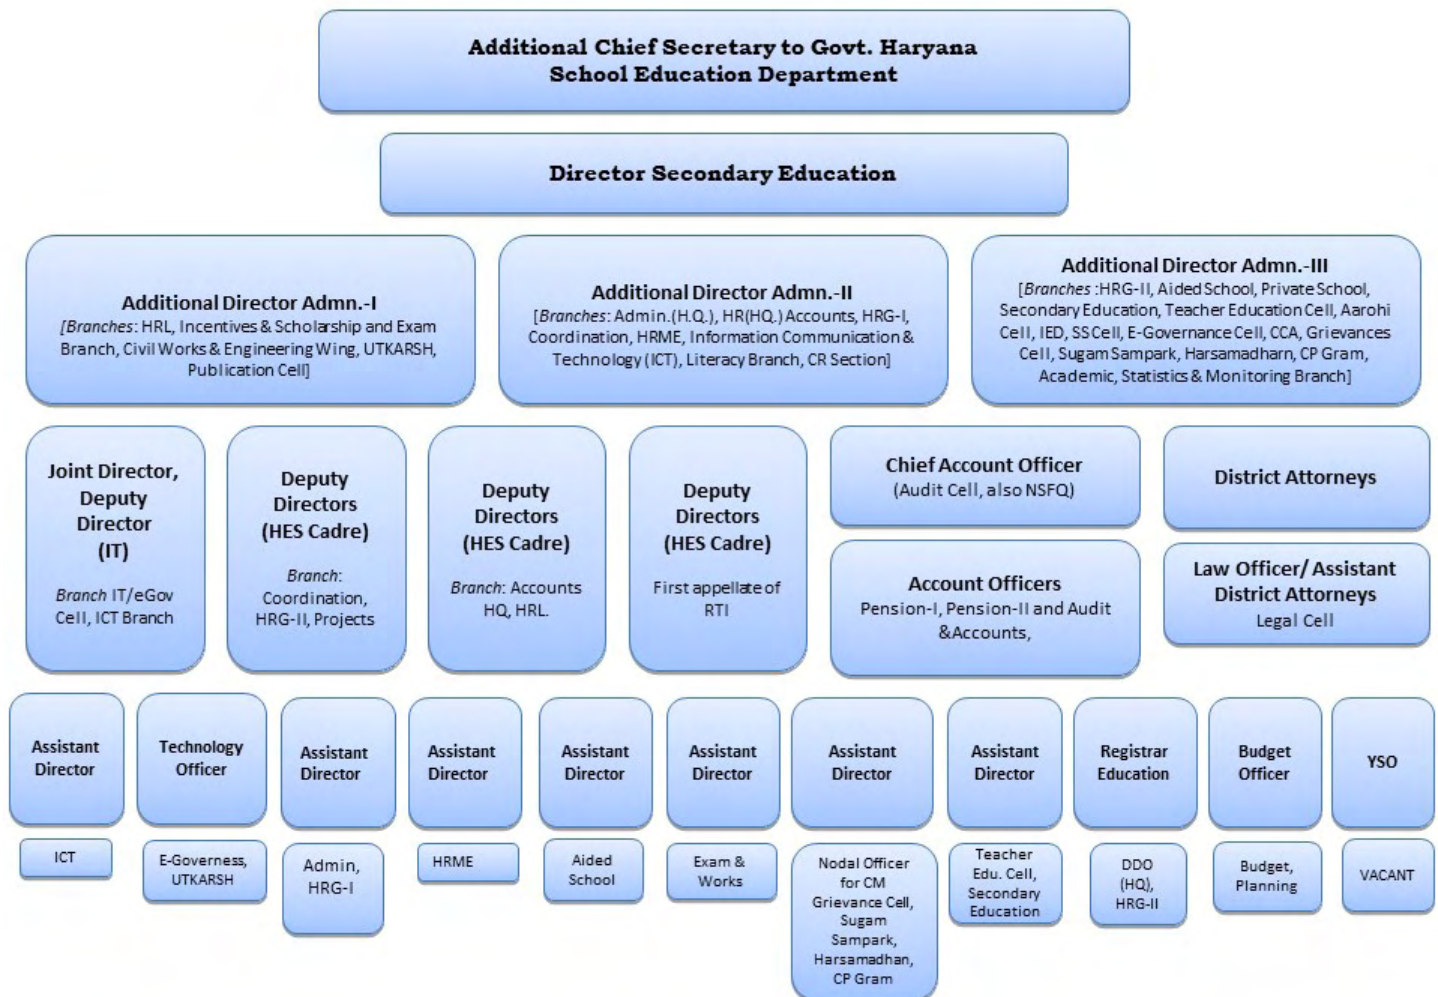 Additional Chief Secretary to Govt. Haryana
School Education Department
Director Secondary Education
Additional Director Admn.-I
[Branches: HRL, Incentives & Scholarship and Exam
Branch, Civil Works & Engineering Wing, UTKARSH,
Publication Cell]
Additional Director Admn.-II
[Branches: Admin.(H.Q.), HR(HQ.) Accounts, HRG-I,
Coordination, HRME, Information Communication &
Technology (ICT), Literacy Branch, CR Section]
Additional Director Admn.-III
[Branches :HRG-II, Aided School, Private School,
Secondary Education, Teacher Education Cell, Aarohi
Cell, IED, SS Cell, E-Governance Cell, CCA, Grievances
Cell, Sugam Sampark, Harsamadharn, CP Gram,
Academic, Statistics & Monitoring Branch]
Joint Director,
Deputy
Director
(IT)
Branch IT/eGov
Cell, ICT Branch
Deputy
Directors
(HES Cadre)
Branch:
Coordination,
HRG-II, Projects
Deputy
Directors
(HES Cadre)
Branch: Accounts
HQ, HRL.
Deputy
Directors
(HES Cadre)
First appellate of
RTI
Chief Account Officer
(Audit Cell, also NSFQ)
Account Officers
Pension-I, Pension-II and Audit
&Accounts,
District Attorneys
Law Officer/ Assistant
District Attorneys
Legal Cell
Assistant
Director
ICT
Technology
Officer
E-Governess,
UTKARSH
Assistant
Director
Admin,
HRG-I
Assistant
Director
HRME
Assistant
Director
Aided
School
Assistant
Director
Exam &
Works
Assistant
Director
Nodal Officer
for CM
Grievance Cell,
Sugam
Sampark,
Harsamadhan,
CP Gram
Assistant
Director
Teacher
Edu. Cell,
Secondary
Education
Registrar
Education
DDO
(HQ),
HRG-II
Budget
Officer
Budget,
Planning
YSO
VACANT